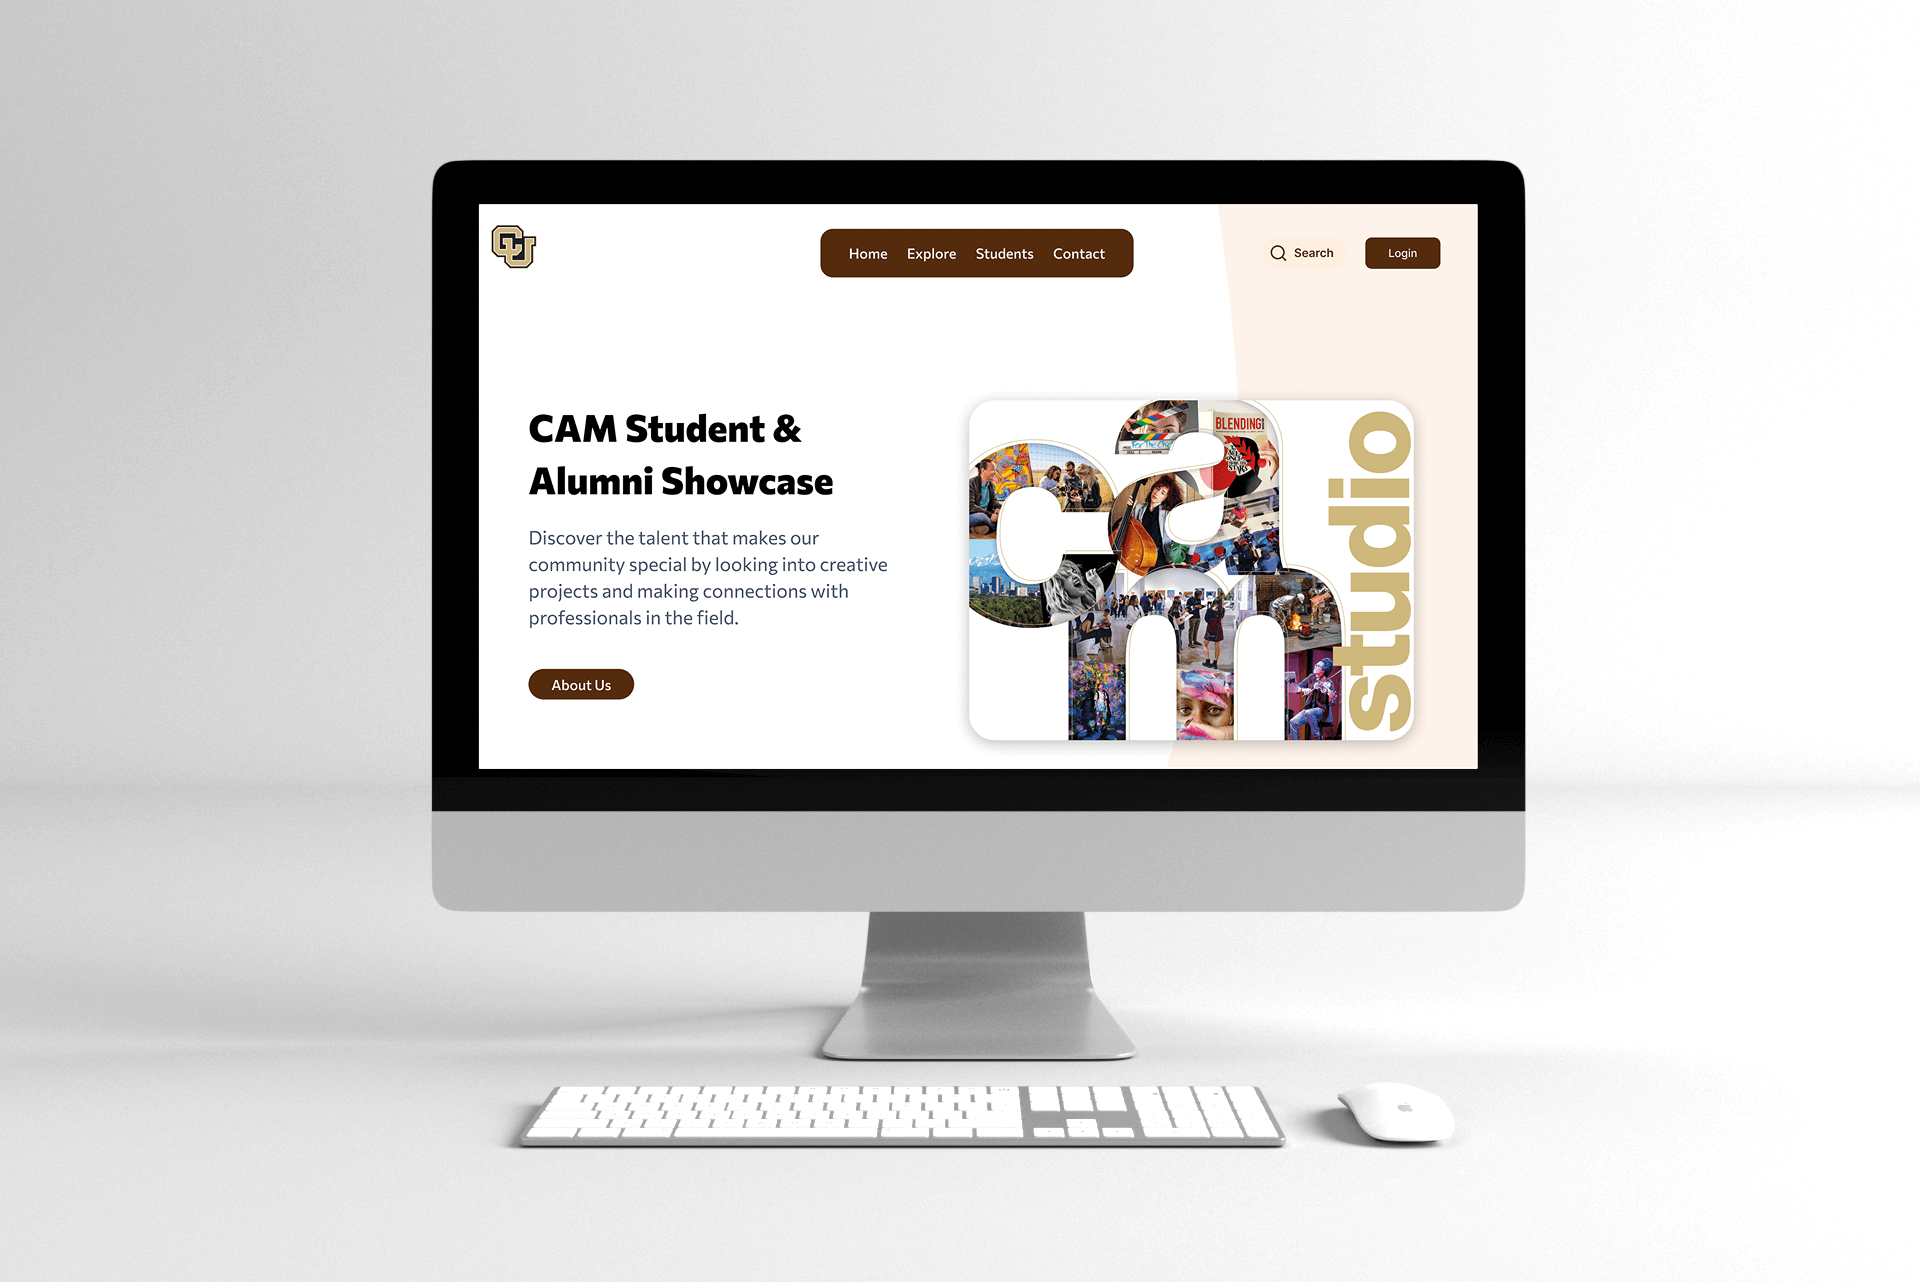 CU
Home Explore Students Contact
Search
Login
CAM Student &
Alumni Showcase
Discover the talent that makes our
community special by looking into creative
projects and making connections with
professionals in the field.
About Us
cam
studio
BLENDING